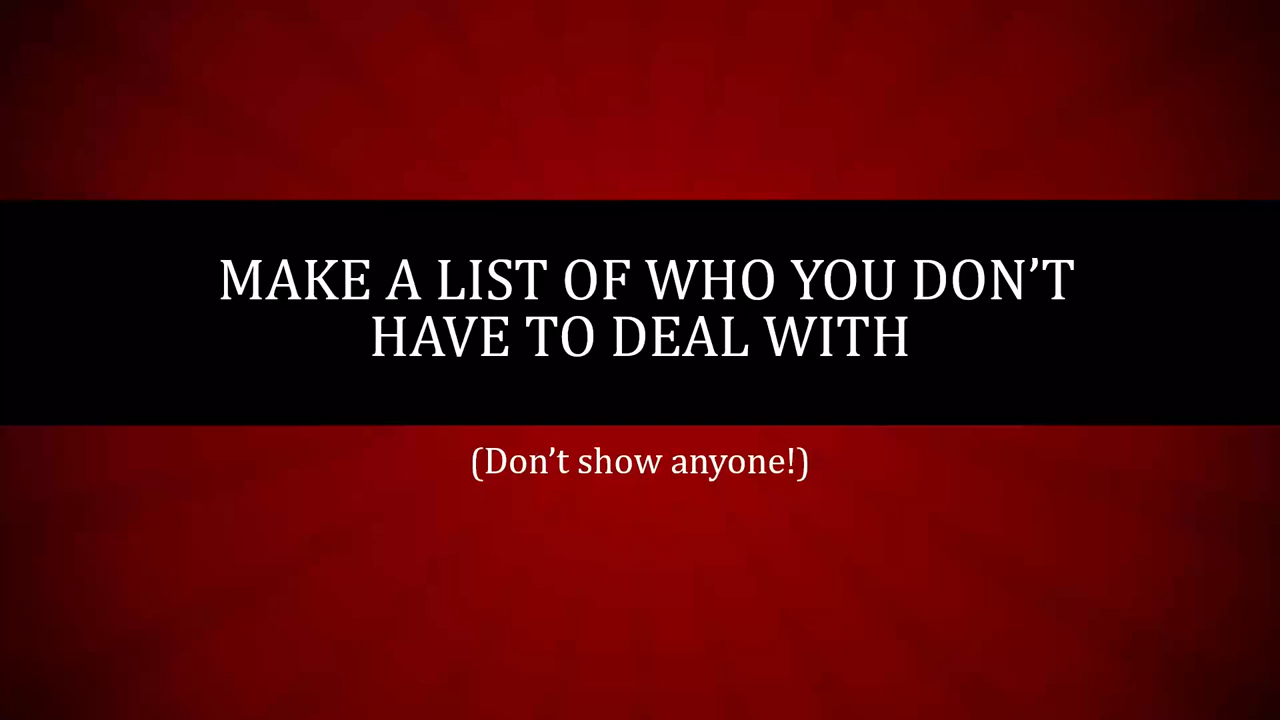 MAKE A LIST OF WHO YOU DON’T
HAVE TO DEAL WITH
(Don’t show anyone!)